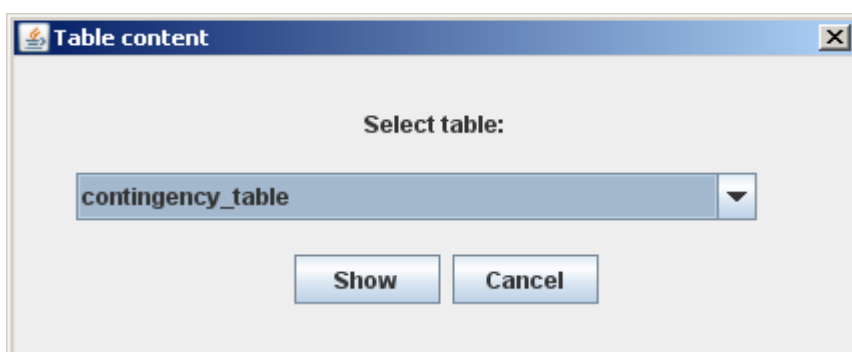 Table content
Select table:
contingency_table
Show Cancel